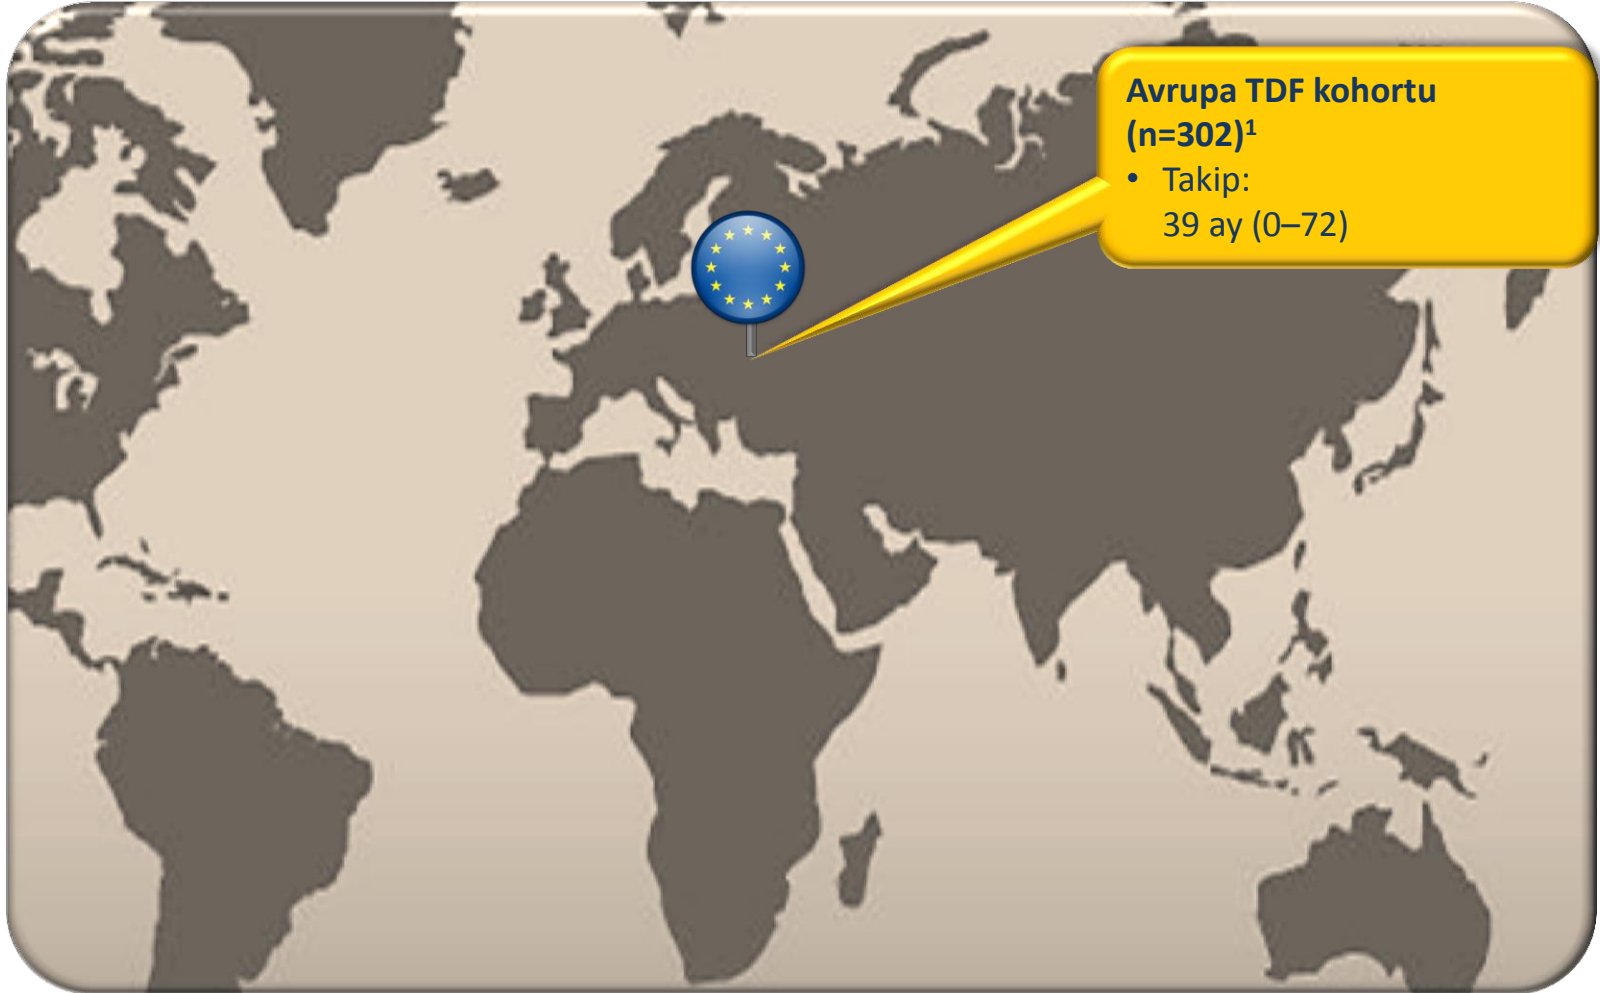 Avrupa TDF kohortu
(n=302)¹
• Takip:
39 ay (0–72)